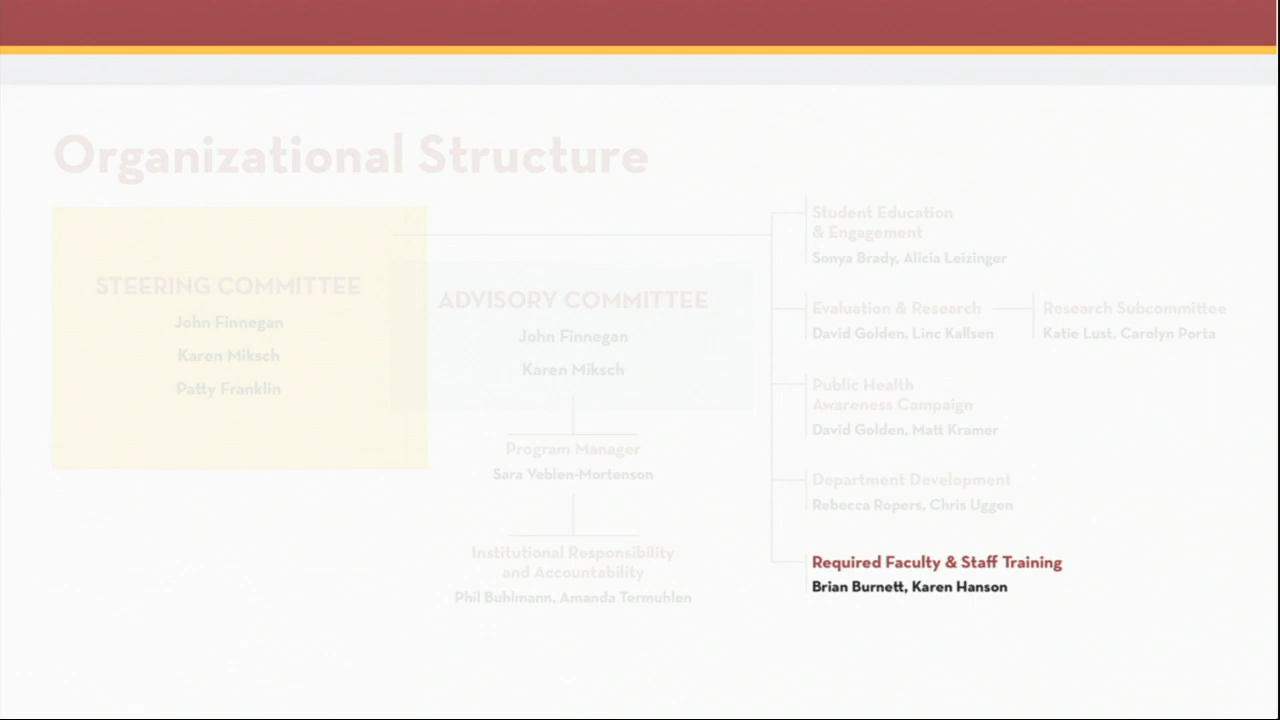 Organizational Structure
STEERING COMMITTEE
John Finnegan
Karen Miksch
Patty Franklin
ADVISORY COMMITTEE
John Finnegan
Karen Miksch
Program Manager
Sara Veblen-Mortenson
Institutional Responsibility
and Accountability
Phil Buhlmann, Amanda Termuhlen
Student Education
& Engagement
Sonya Brady, Alicia Leizinger
Evaluation & Research
David Golden, Linc Kallsen
Research Subcommittee
Katie Lust, Carolyn Porta
Public Health
Awareness Campaign
David Golden, Matt Kramer
Department Development
Rebecca Ropers, Chris Uggen
Required Faculty & Staff Training
Brian Burnett, Karen Hanson